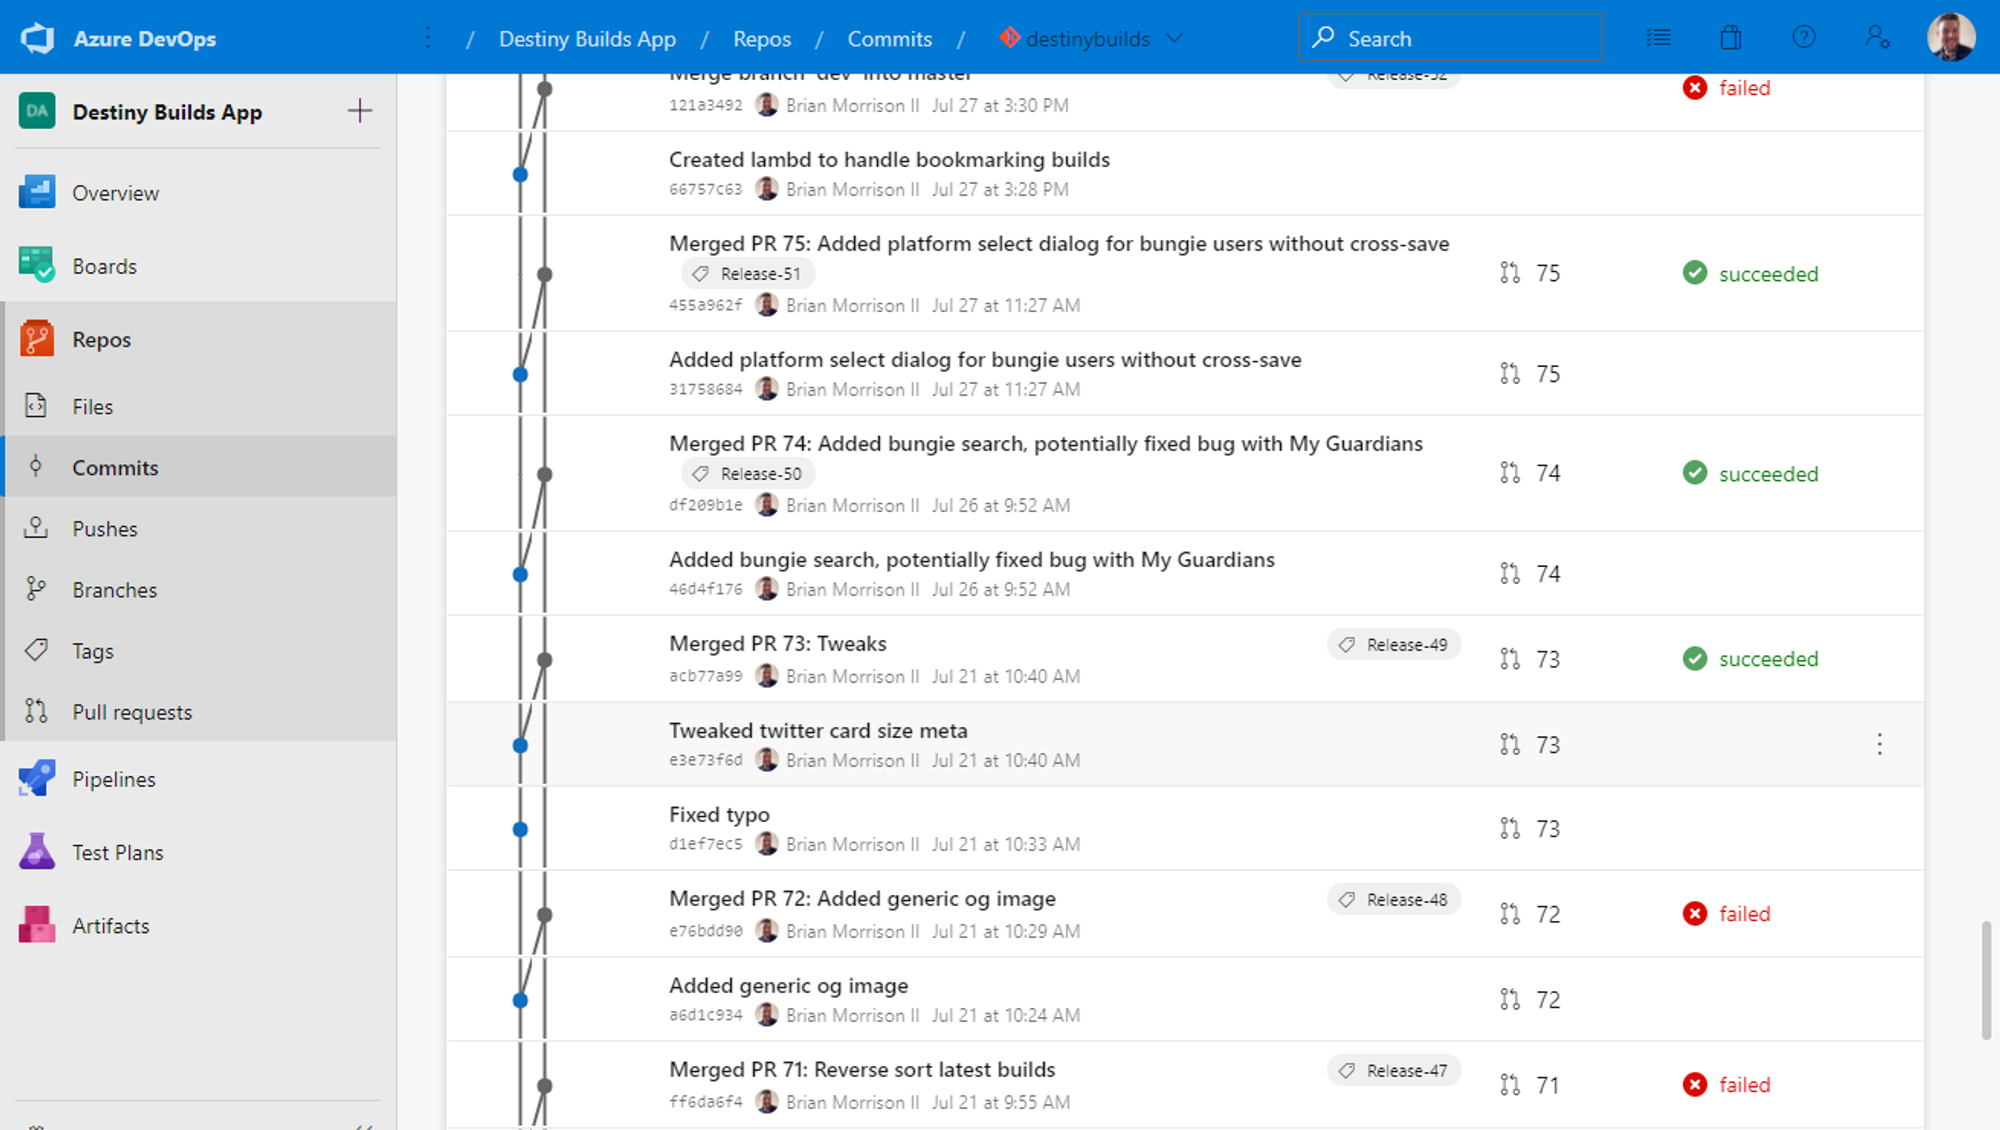 Azure DevOps / Destiny Builds App / Repos / Commits / destinybuilds Search
DA Destiny Builds App
Overview
Boards
Repos
Files
Commits
Pushes
Branches
Tags
Pull requests
Pipelines
Test Plans
Artifacts
Merge branch 'dev' into master Release-52
121a3492 Brian Morrison II Jul 27 at 3:30 PM failed
Created lambd to handle bookmarking builds
66757c63 Brian Morrison II Jul 27 at 3:28 PM
Merged PR 75: Added platform select dialog for bungie users without cross-save
Release-51 75 succeeded
455a962f Brian Morrison II Jul 27 at 11:27 AM
Added platform select dialog for bungie users without cross-save
31758684 Brian Morrison II Jul 27 at 11:27 AM 75
Merged PR 74: Added bungie search, potentially fixed bug with My Guardians
Release-50 74 succeeded
df209b1e Brian Morrison II Jul 26 at 9:52 AM
Added bungie search, potentially fixed bug with My Guardians
46d4f176 Brian Morrison II Jul 26 at 9:52 AM 74
Merged PR 73: Tweaks Release-49 73 succeeded
acb77a99 Brian Morrison II Jul 21 at 10:40 AM
Tweaked twitter card size meta 73
e3e73f6d Brian Morrison II Jul 21 at 10:40 AM
Fixed typo 73
d1ef7ec5 Brian Morrison II Jul 21 at 10:33 AM
Merged PR 72: Added generic og image Release-48 72 failed
e76bdd90 Brian Morrison II Jul 21 at 10:29 AM
Added generic og image 72
a6d1c934 Brian Morrison II Jul 21 at 10:24 AM
Merged PR 71: Reverse sort latest builds Release-47 71 failed
ff6da6f4 Brian Morrison II Jul 21 at 9:55 AM